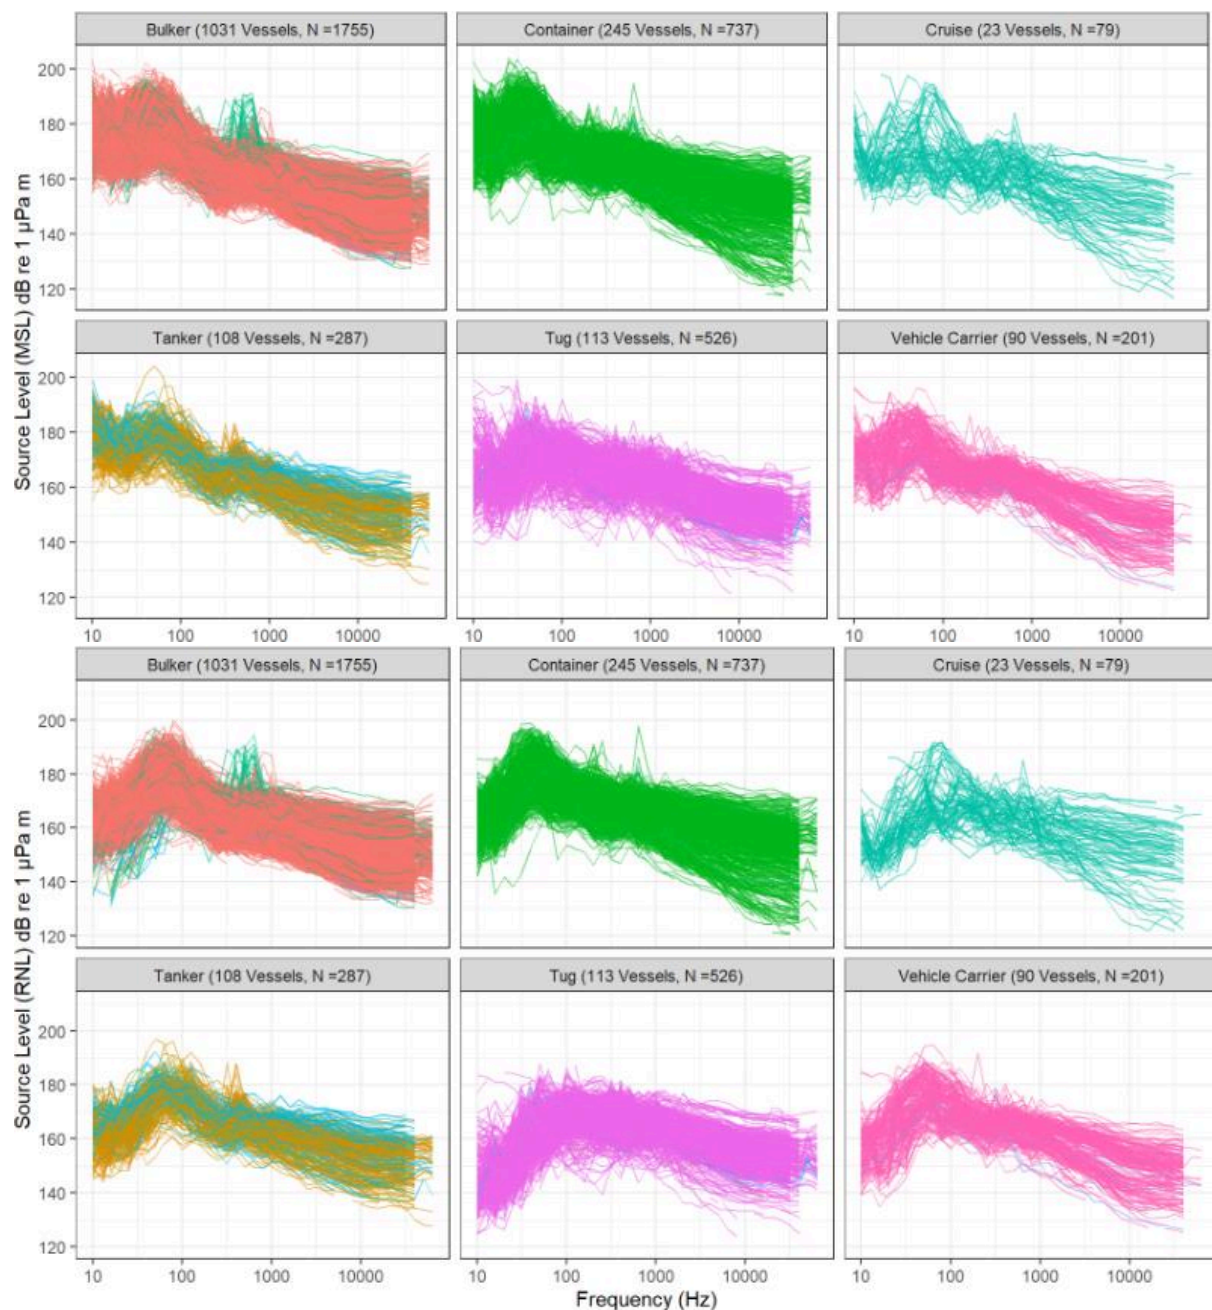 Bulker (1031 Vessels, N =1755)
Container (245 Vessels, N =737)
Cruise (23 Vessels, N =79)
200
180
160
140
120
Tanker (108 Vessels, N =287)
Tug (113 Vessels, N =526)
Vehicle Carrier (90 Vessels, N =201)
200
180
160
140
120
Source Level (MSL) dB re 1 µPa m
10 100 1000 10000
10 100 1000 10000
10 100 1000 10000
Bulker (1031 Vessels, N =1755)
Container (245 Vessels, N =737)
Cruise (23 Vessels, N =79)
200
180
160
140
120
Tanker (108 Vessels, N =287)
Tug (113 Vessels, N =526)
Vehicle Carrier (90 Vessels, N =201)
200
180
160
140
120
Source Level (RNL) dB re 1 µPa m
10 100 1000 10000
10 100 1000 10000
10 100 1000 10000
Frequency (Hz)